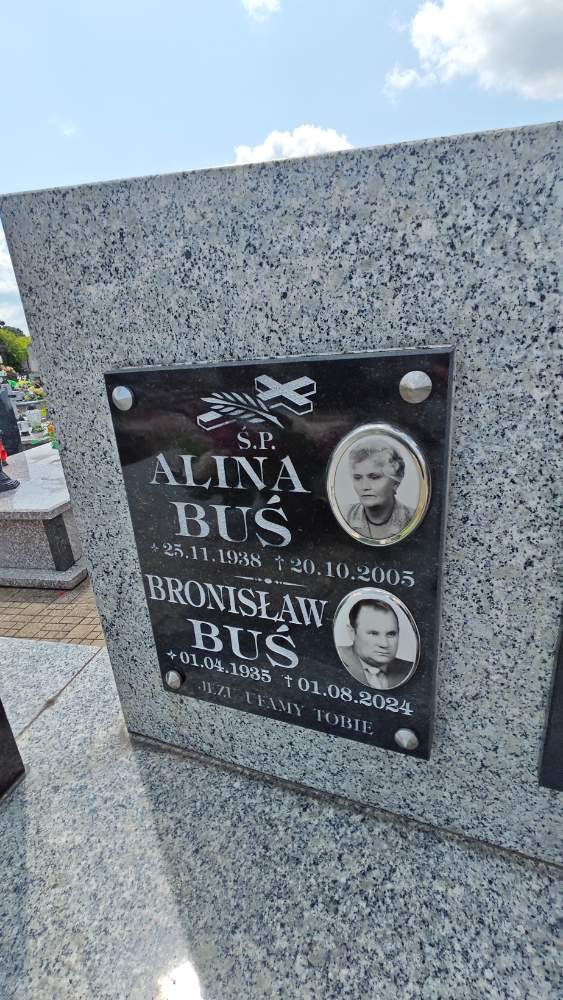 Ś.P.
ALINA
BUŚ
25.11.1938 † 20.10.2005
BRONISŁAW
BUŚ
01.04.1935 † 01.08.2024
JEZU UFAMY TOBIE